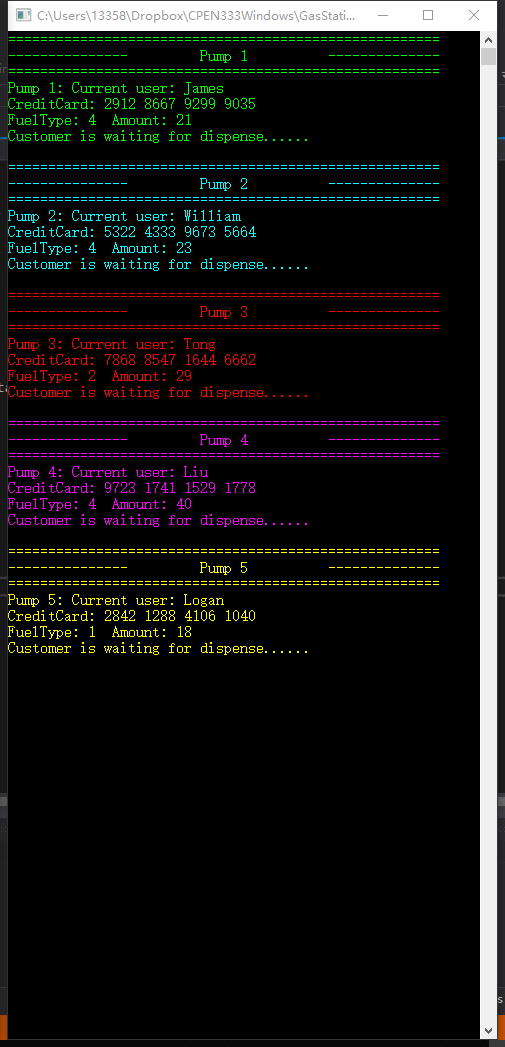 C:\Users\13358\Dropbox\CPEN333Windows\GasStati...
==================================================
--------------- Pump 1 --------------
==================================================
Pump 1: Current user: James
CreditCard: 2912 8667 9299 9035
FuelType: 4 Amount: 21
Customer is waiting for dispense......
==================================================
--------------- Pump 2 --------------
==================================================
Pump 2: Current user: William
CreditCard: 5322 4333 9673 5664
FuelType: 4 Amount: 23
Customer is waiting for dispense......
==================================================
--------------- Pump 3 --------------
==================================================
Pump 3: Current user: Tong
CreditCard: 7868 8547 1644 6662
FuelType: 2 Amount: 29
Customer is waiting for dispense......
==================================================
--------------- Pump 4 --------------
==================================================
Pump 4: Current user: Liu
CreditCard: 9723 1741 1529 1778
FuelType: 4 Amount: 40
Customer is waiting for dispense......
==================================================
--------------- Pump 5 --------------
==================================================
Pump 5: Current user: Logan
CreditCard: 2842 1288 4106 1040
FuelType: 1 Amount: 18
Customer is waiting for dispense......